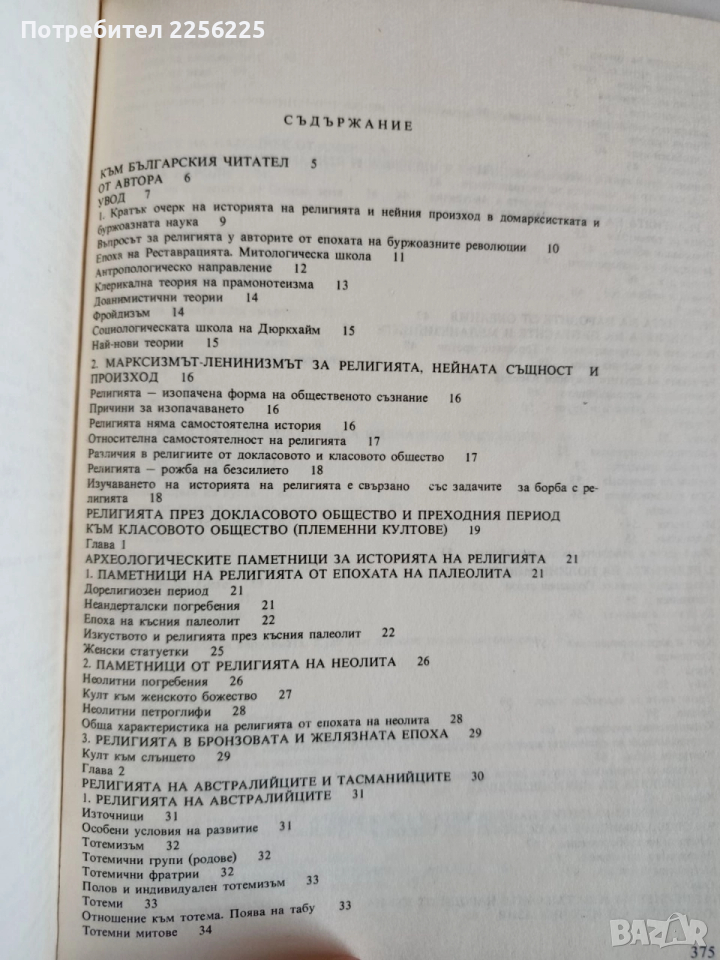 Потребител 2256225
СЪДЪРЖАНИЕ
КЪМ БЪЛГАРСКИЯ ЧИТАТЕЛ 5
ОТ АВТОРА 6
УВОД 7
1. Кратък очерк на историята на религията и нейния произход в домарксистката и
буржоазната наука 9
Въпросът за религията у авторите от епохата на буржоазните революции 10
Епоха на Реставрацията. Митологическа школа 11
Антропологическо направление 12
Клерикална теория на прамонотеизма 13
Доанимистични теории 14
Фройдизъм 14
Социологическата школа на Дюркхайм 15
Най-нови теории 15
2. МАРКСИЗМЪТ-ЛЕНИНИЗМЪТ ЗА РЕЛИГИЯТА, НЕЙНАТА СЪЩНОСТ И
ПРОИЗХОД 16
Религията – изопачена форма на общественото съзнание 16
Причини за изопачаването 16
Религията няма самостоятелна история 16
Относителна самостоятелност на религията 17
Различия в религиите от докласовото и класовото общество 17
Религията – рожба на безсилието 18
Изучаването на историята на религията е свързано със задачите за борба с ре-
лигията 18
РЕЛИГИЯТА ПРЕЗ ДОКЛАСОВОТО ОБЩЕСТВО И ПРЕХОДНИЯ ПЕРИОД
КЪМ КЛАСОВОТО ОБЩЕСТВО (ПЛЕМЕННИ КУЛТОВЕ) 19
Глава 1
АРХЕОЛОГИЧЕСКИТЕ ПАМЕТНИЦИ ЗА ИСТОРИЯТА НА РЕЛИГИЯТА 21
1. ПАМЕТНИЦИ НА РЕЛИГИЯТА ОТ ЕПОХАТА НА ПАЛЕОЛИТА 21
Дорелигиозен период 21
Неандерталски погребения 21
Епоха на късния палеолит 22
Изкуството и религията през късния палеолит 22
Женски статуетки 25
2. ПАМЕТНИЦИ ОТ РЕЛИГИЯТА НА НЕОЛИТА 26
Неолитни погребения 26
Култ към женското божество 27
Неолитни петроглифи 28
Обща характеристика на религията от епохата на неолита 28
3. РЕЛИГИЯТА В БРОНЗОВАТА И ЖЕЛЯЗНАТА ЕПОХА 29
Култ към слънцето 29
Глава 2
РЕЛИГИЯТА НА АВСТРАЛИЙЦИТЕ И ТАСМАНИЙЦИТЕ 30
1. РЕЛИГИЯТА НА АВСТРАЛИЙЦИТЕ 31
Източници 31
Особени условия на развитие 31
Тотемизъм 32
Тотемични групи (родове) 32
Тотемични фратрии 32
Полов и индивидуален тотемизъм 33
Тотеми 33
Отношение към тотема. Поява на табу 33
Тотемни митове 34
375
BAZAR